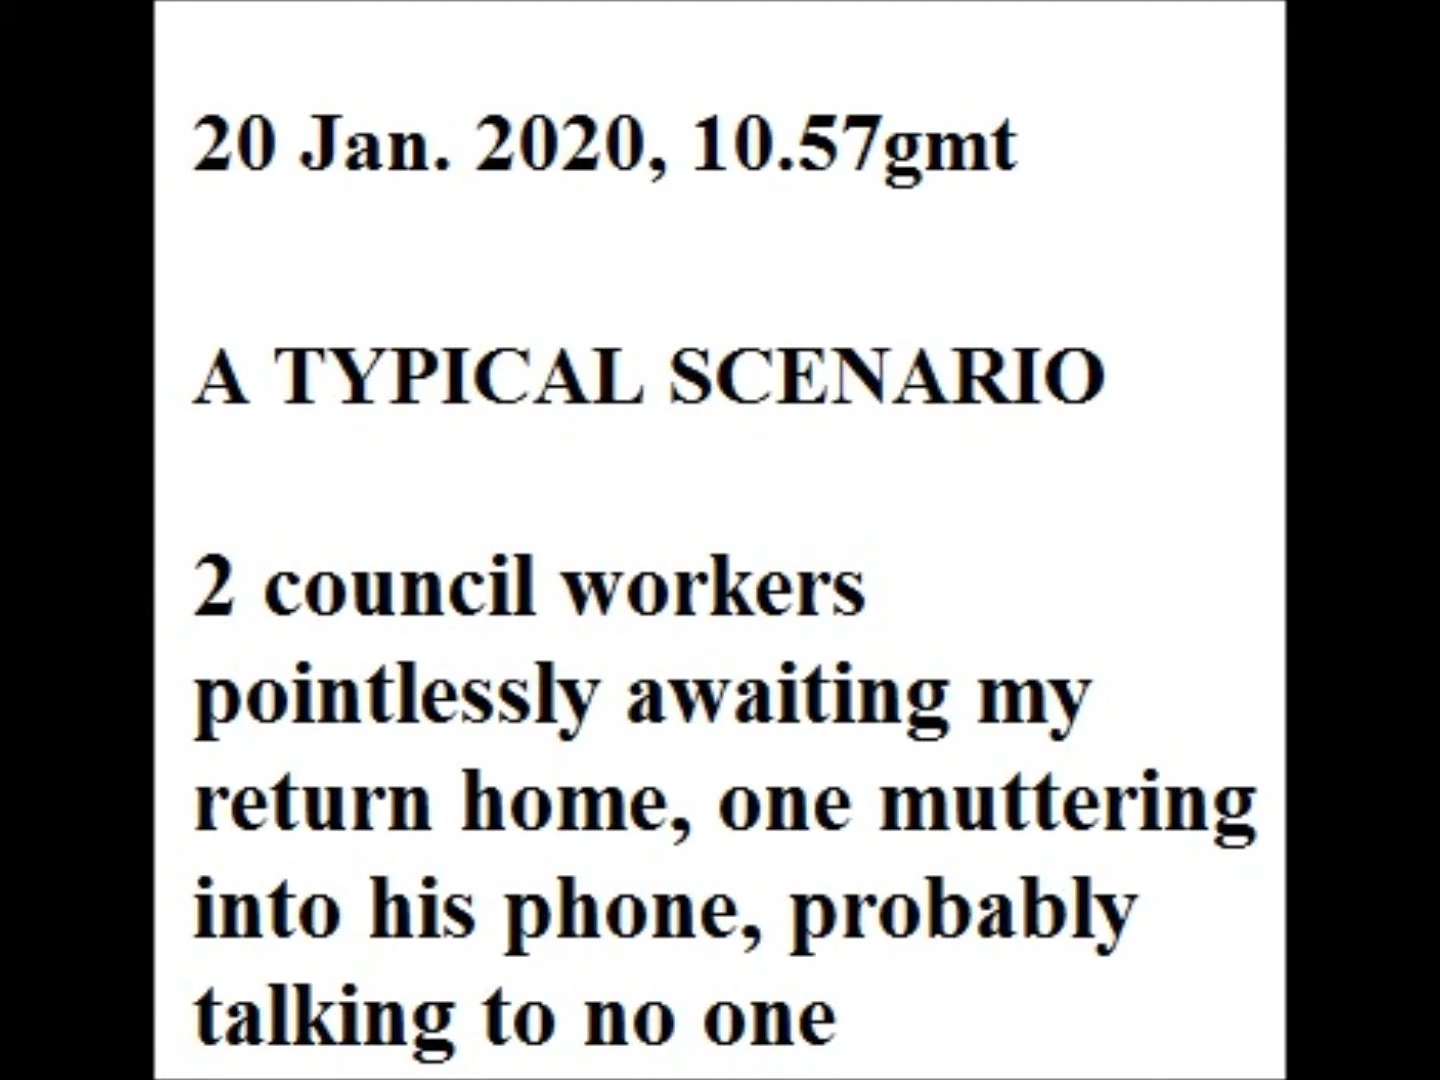 20 Jan. 2020, 10.57gmt
A TYPICAL SCENARIO
2 council workers
pointlessly awaiting my
return home, one muttering
into his phone, probably
talking to no one